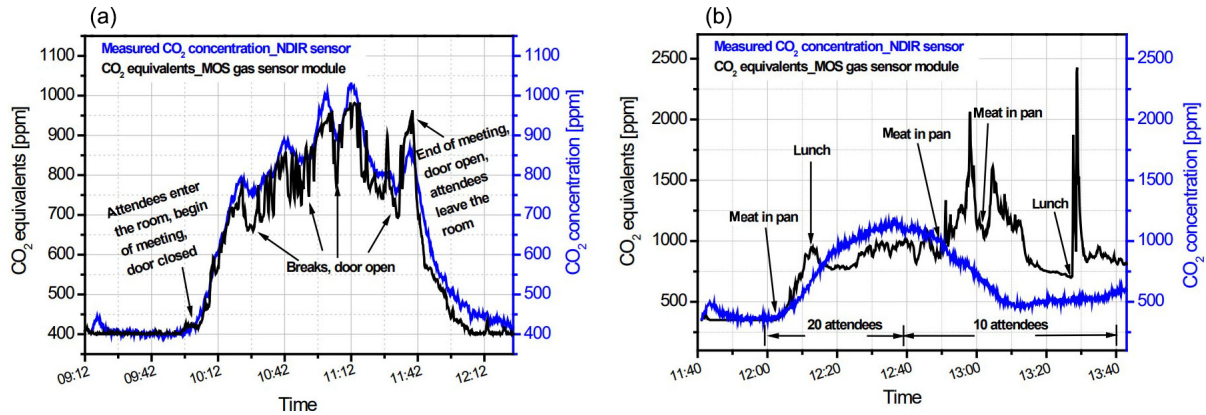 (a)
Measured CO2 concentration_NDIR sensor
CO2 equivalents_MOS gas sensor module
CO2 equivalents [ppm]
1100
1000
900
800
700
600
500
400
1100
1000
900
800
700
600
500
400
CO2 concentration [ppm]
Attendees enter
the room, begin
of meeting,
door closed
Breaks, door open
End of meeting,
door open,
attendees
leave the
room
09:12
09:42
10:12
10:42
11:12
11:42
12:12
Time
(b)
Measured CO2 concentration_NDIR sensor
CO2 equivalents_MOS gas sensor module
CO2 equivalents [ppm]
2500
2000
1500
1000
500
2500
2000
1500
1000
500
CO2 concentration [ppm]
Meat in pan
Lunch
Meat in pan
Meat in pan
Lunch
20 attendees
10 attendees
11:40
12:00
12:20
12:40
13:00
13:20
13:40
Time